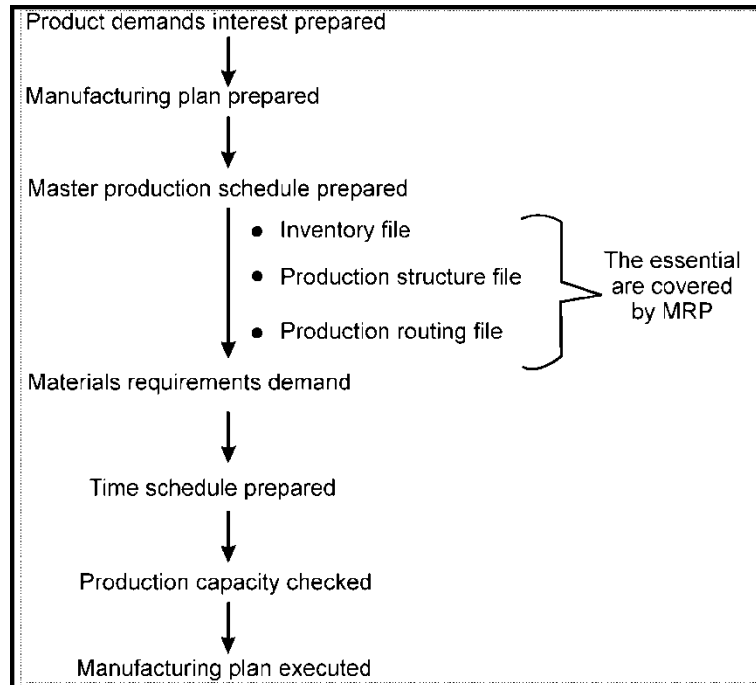 Product demands interest prepared
Manufacturing plan prepared
Master production schedule prepared
● Inventory file
● Production structure file
● Production routing file
The essential
are covered
by MRP
Materials requirements demand
Time schedule prepared
Production capacity checked
Manufacturing plan executed